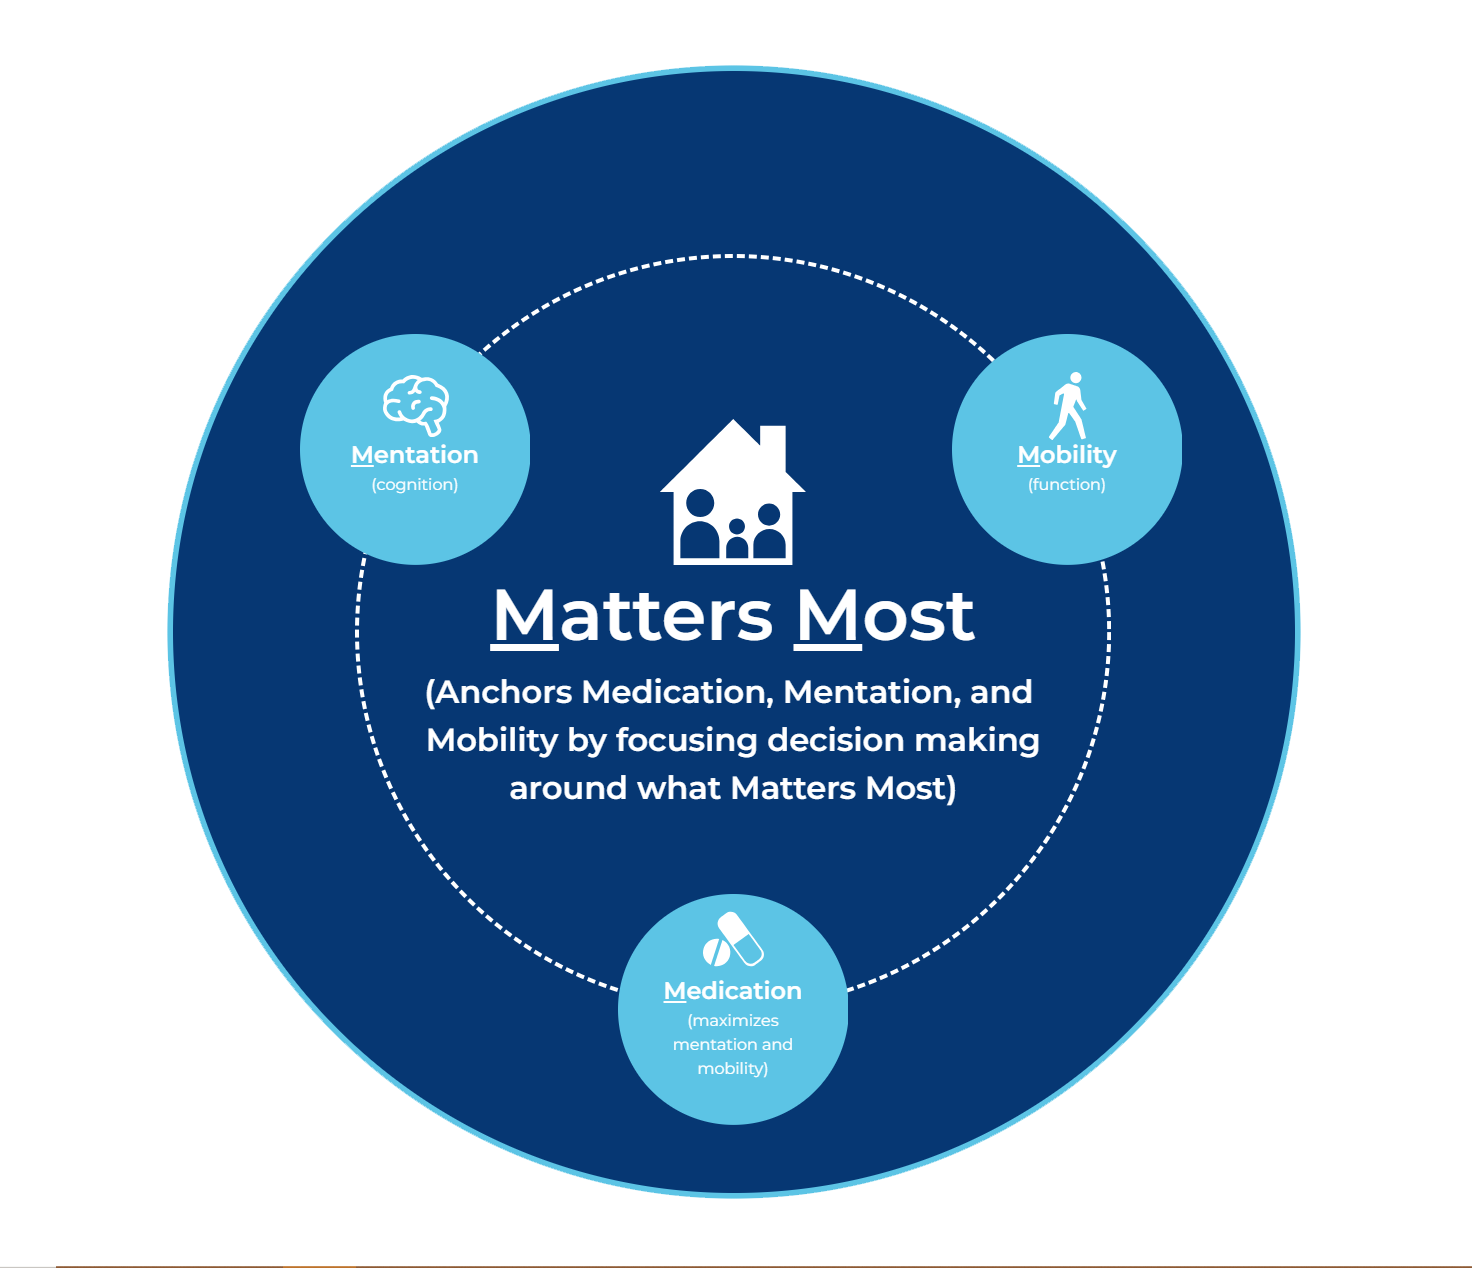 Mentation
(cognition)
Mobility
(function)
Matters Most
(Anchors Medication, Mentation, and
Mobility by focusing decision making
around what Matters Most)
Medication
(maximizes
mentation and
mobility)